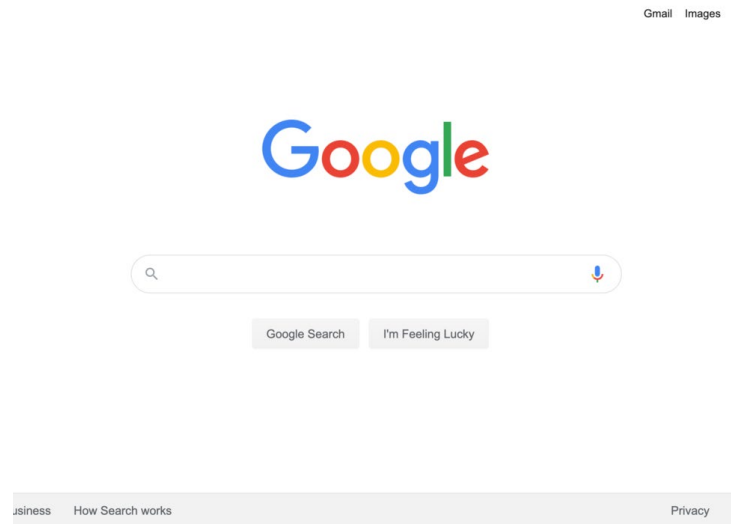 Gmail Images
Google
Google Search I'm Feeling Lucky
usiness How Search works Privacy